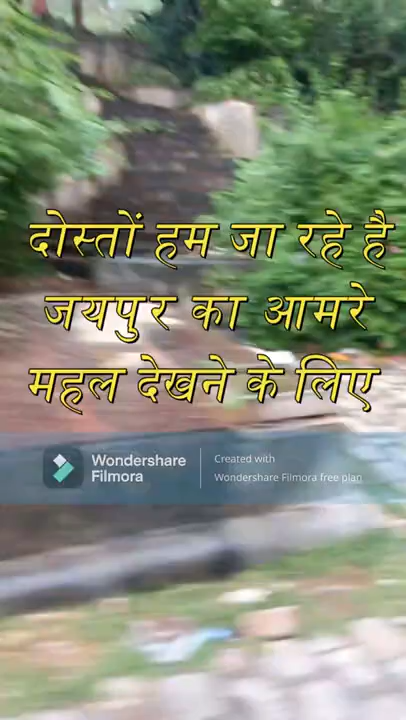 दोस्तों हम जा रहे है
जयपुर का आमरे
महल देखने के लिए
Wondershare
Filmora
Created with
Wondershare Filmora free plan